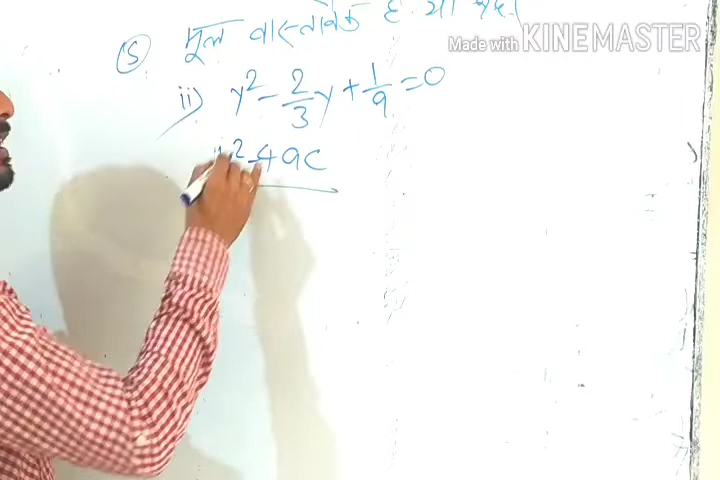 (5) मूल वास्तविक है या
Made with KINEMASTER
ii) y² - 2/3 y + 1/9 = 0
b² - 4ac